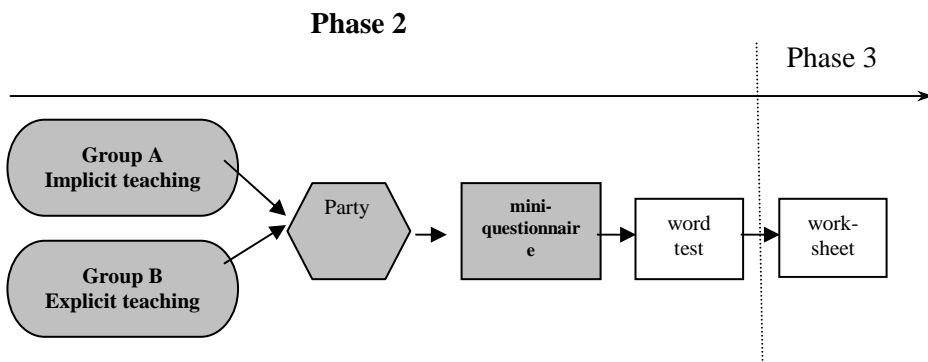 Phase 2
Phase 3
Group A
Implicit teaching
Group B
Explicit teaching
Party
mini-
questionnair
e
word
test
work-
sheet